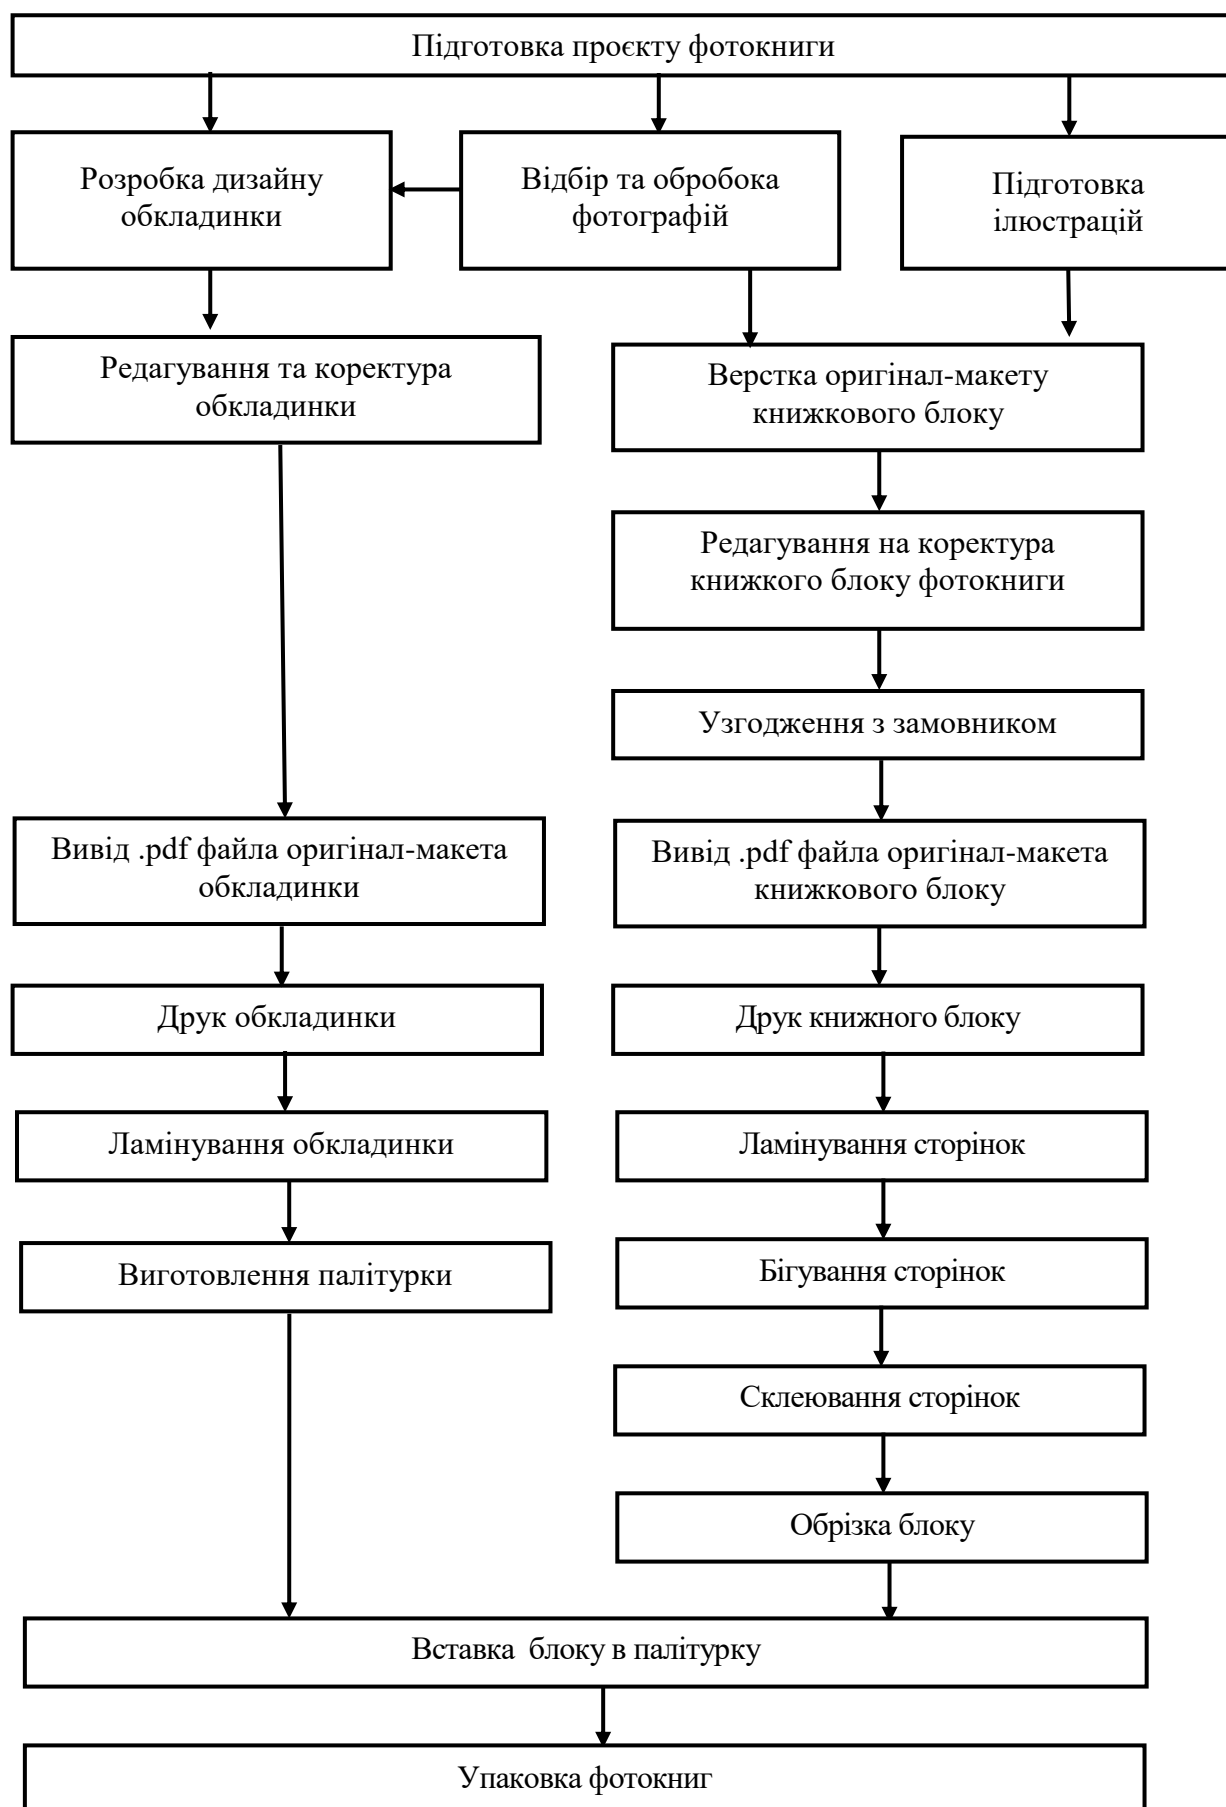 Підготовка проєкту фотокниги
Розробка дизайну
обкладинки
Відбір та обробока
фотографій
Підготовка
ілюстрацій
Редагування та коректура
обкладинки
Верстка оригінал-макету
книжкового блоку
Редагування на коректура
книжкого блоку фотокниги
Узгодження з замовником
Вивід .pdf файла оригінал-макета
обкладинки
Вивід .pdf файла оригінал-макета
книжкового блоку
Друк обкладинки
Друк книжного блоку
Ламінування обкладинки
Ламінування сторінок
Виготовлення палітурки
Бігування сторінок
Склеювання сторінок
Обрізка блоку
Вставка блоку в палітурку
Упаковка фотокниг